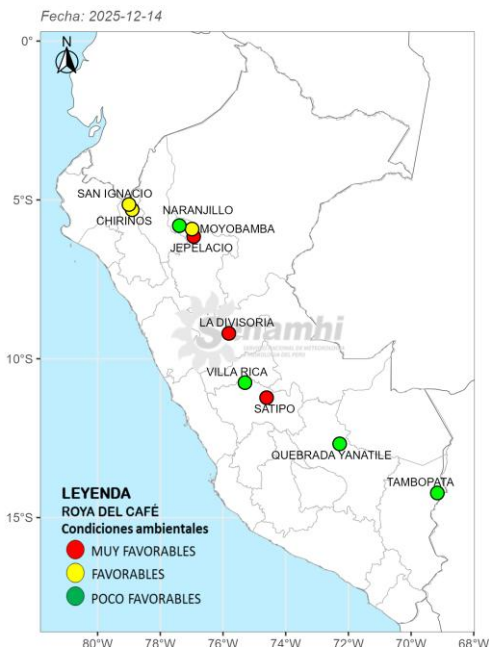 Fecha: 2025-12-14
0°
N
SAN IGNACIO
5°S
CHIRINOS
NARANJILLO
MOYOBAMBA
JEPELACIO
LA DIVISORIA
Senamhi
10°S
VILLA RICA
SATIPO
QUEBRADA YANATILE
TAMBOPATA
15°S
LEYENDA
ROYA DEL CAFÉ
Condiciones ambientales
MUY FAVORABLES
FAVORABLES
POCO FAVORABLES
80°W 78°W 76°W 74°W 72°W 70°W 68°W